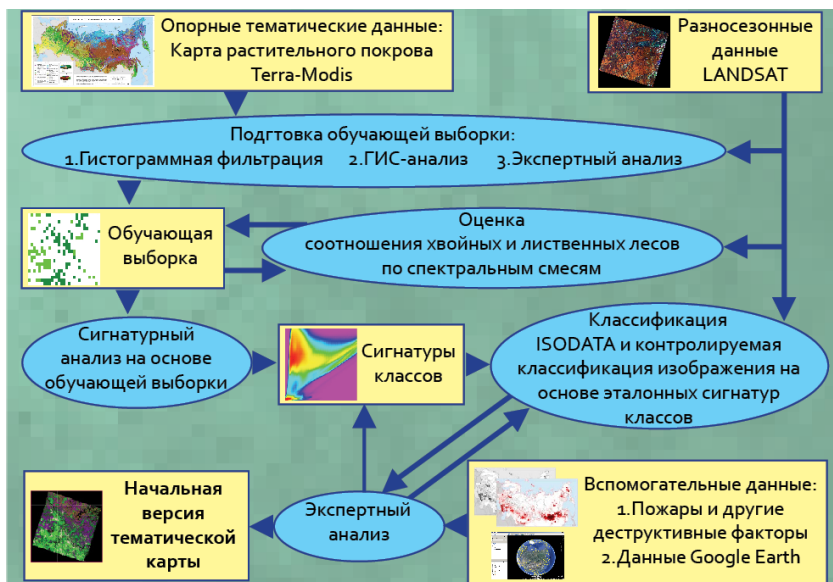 Опорные тематические данные:
Карта растительного покрова
Terra-Modis
Разносезонные
данные
LANDSAT
Подгтовка обучающей выборки:
1.Гистограммная фильтрация 2.ГИС-анализ 3.Экспертный анализ
Обучающая
выборка
Оценка
соотношения хвойных и лиственных лесов
по спектральным смесям
Сигнатурный
анализ на основе
обучающей выборки
Сигнатуры
классов
Классификация
ISODATA и контролируемая
классификация изображения на
основе эталонных сигнатур
классов
Начальная
версия
тематической
карты
Экспертный
анализ
Вспомогательные данные:
1.Пожары и другие
деструктивные факторы
2.Данные Google Earth